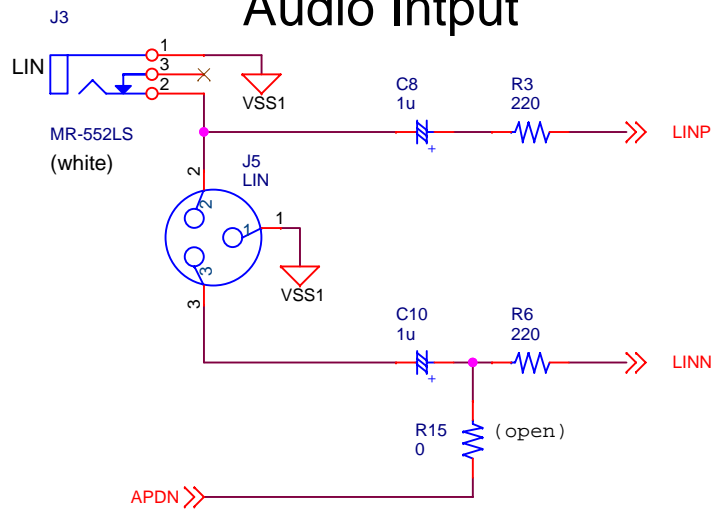 Audio Intput
J3
LIN
1
3
2
VSS1
MR-552LS
(white)
C8
1u
R3
220
LINP
J5
LIN
2
2
1
1
3
3
VSS1
C10
1u
R6
220
LINN
+
+
R15
0
(open)
APDN